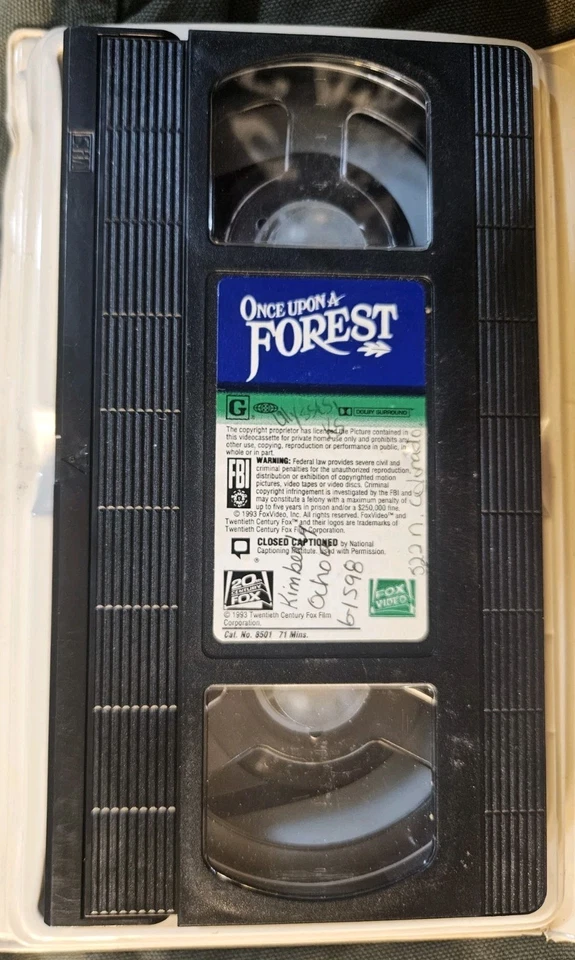 VHS
ONCE UPON A
FOREST
G
DOLBY SURROUND
The copyright proprietor has licensed the Picture contained in
this videocassette for private home use only and prohibits any
other use, copying, reproduction or performance in public, in
whole or in part.
FBI
WARNING: Federal law provides severe civil and
criminal penalties for the unauthorized reproduction,
distribution or exhibition of copyrighted motion
pictures, video tapes or video discs. Criminal
copyright infringement is investigated by the FBI and
may constitute a felony with a maximum penalty of
up to five years in prison and/or a $250,000 fine.
© 1993 FoxVideo, Inc. All rights reserved. FoxVideo™ and
Twentieth Century Fox™ and their logos are trademarks of
Twentieth Century Fox Film Corporation.
CLOSED CAPTIONED by National
Captioning Institute. Used with Permission.
20th
CENTURY
FOX
FOX
VIDEO
© 1993 Twentieth Century Fox Film
Corporation.
Cat. No. 8501 71 Mins.
Kimberly
Ochoa
61598